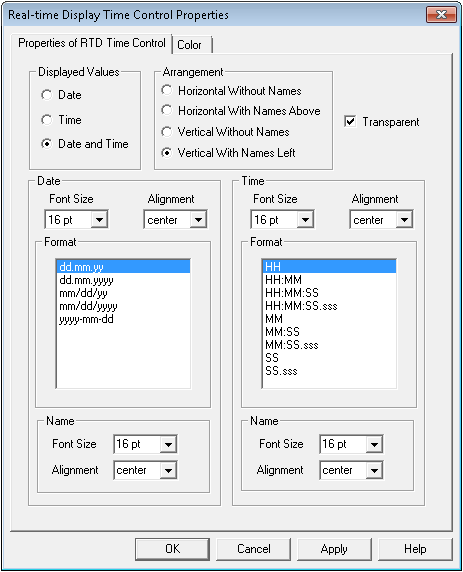 Real-time Display Time Control Properties
Properties of RTD Time Control Color
Displayed Values
Date
Time
Date and Time
Arrangement
Horizontal Without Names
Horizontal With Names Above
Vertical Without Names
Vertical With Names Left
Transparent
Date
Font Size Alignment
16 pt center
Format
dd.mm.yy
dd.mm.yyyy
mm/dd/yy
mm/dd/yyyy
yyyy-mm-dd
Name
Font Size 16 pt
Alignment center
Time
Font Size Alignment
16 pt center
Format
HH
HH:MM
HH:MM:SS
HH:MM:SS.sss
MM
MM:SS
MM:SS.sss
SS
SS.sss
Name
Font Size 16 pt
Alignment center
OK Cancel Apply Help